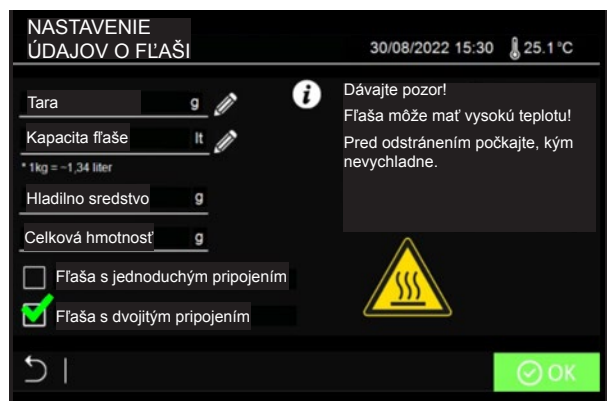 NASTAVENIE
ÚDAJOV O FĽAŠI
30/08/2022 15:30 25.1°C
Tara g
Kapacita fľaše lt
* 1kg = ~1,34 liter
Hladilno sredstvo g
Celková hmotnosť g
Fľaša s jednoduchým pripojením
Fľaša s dvojitým pripojením
i
Dávajte pozor!
Fľaša môže mať vysokú teplotu!
Pred odstránením počkajte, kým
nevychladne.
OK